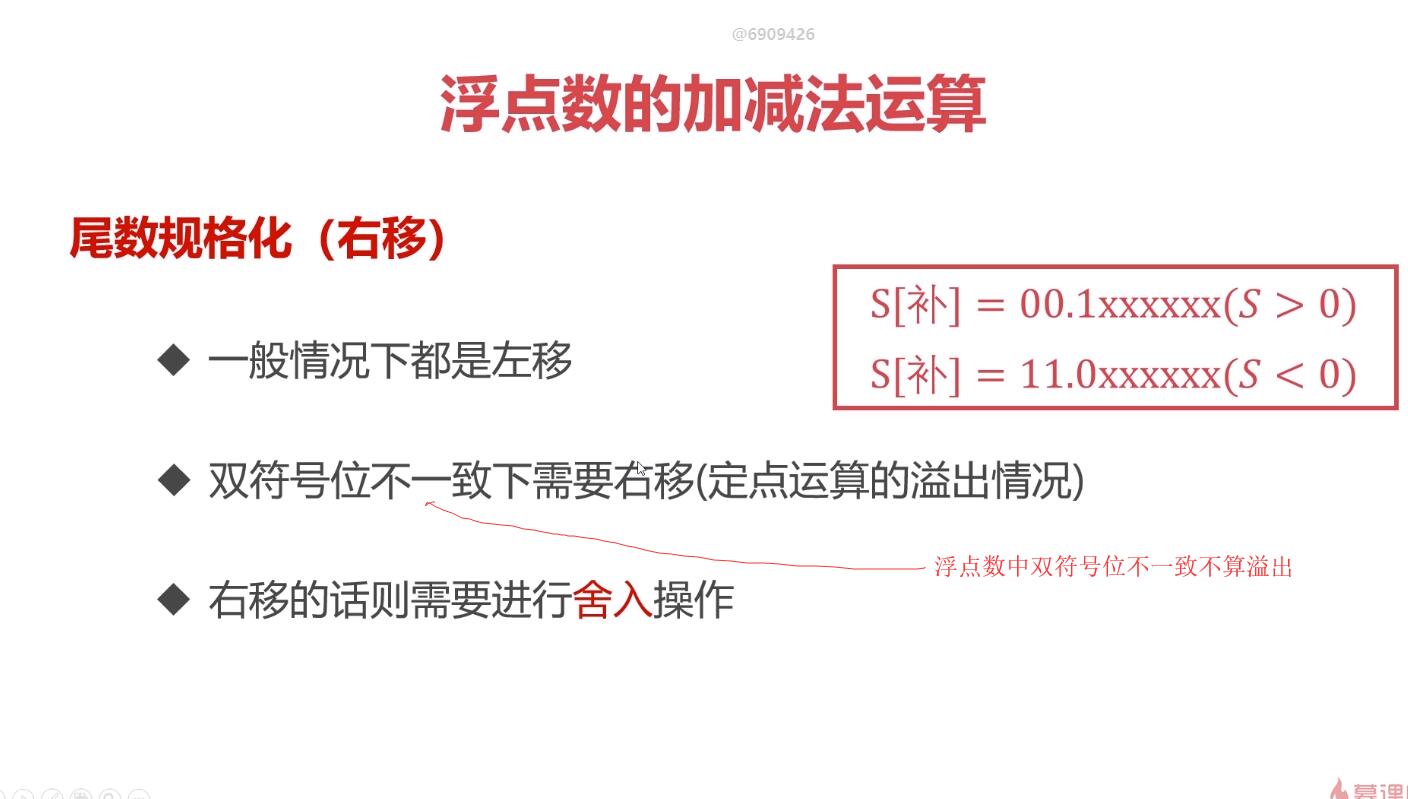 @6909426
浮点数的加减法运算
尾数规格化（右移）
S[补] = 00.1xxxxxx(S > 0)
S[补] = 11.0xxxxxx(S < 0)
◆ 一般情况下都是左移
◆ 双符号位不一致下需要右移(定点运算的溢出情况)
浮点数中双符号位不一致不算溢出
◆ 右移的话则需要进行舍入操作
慕课